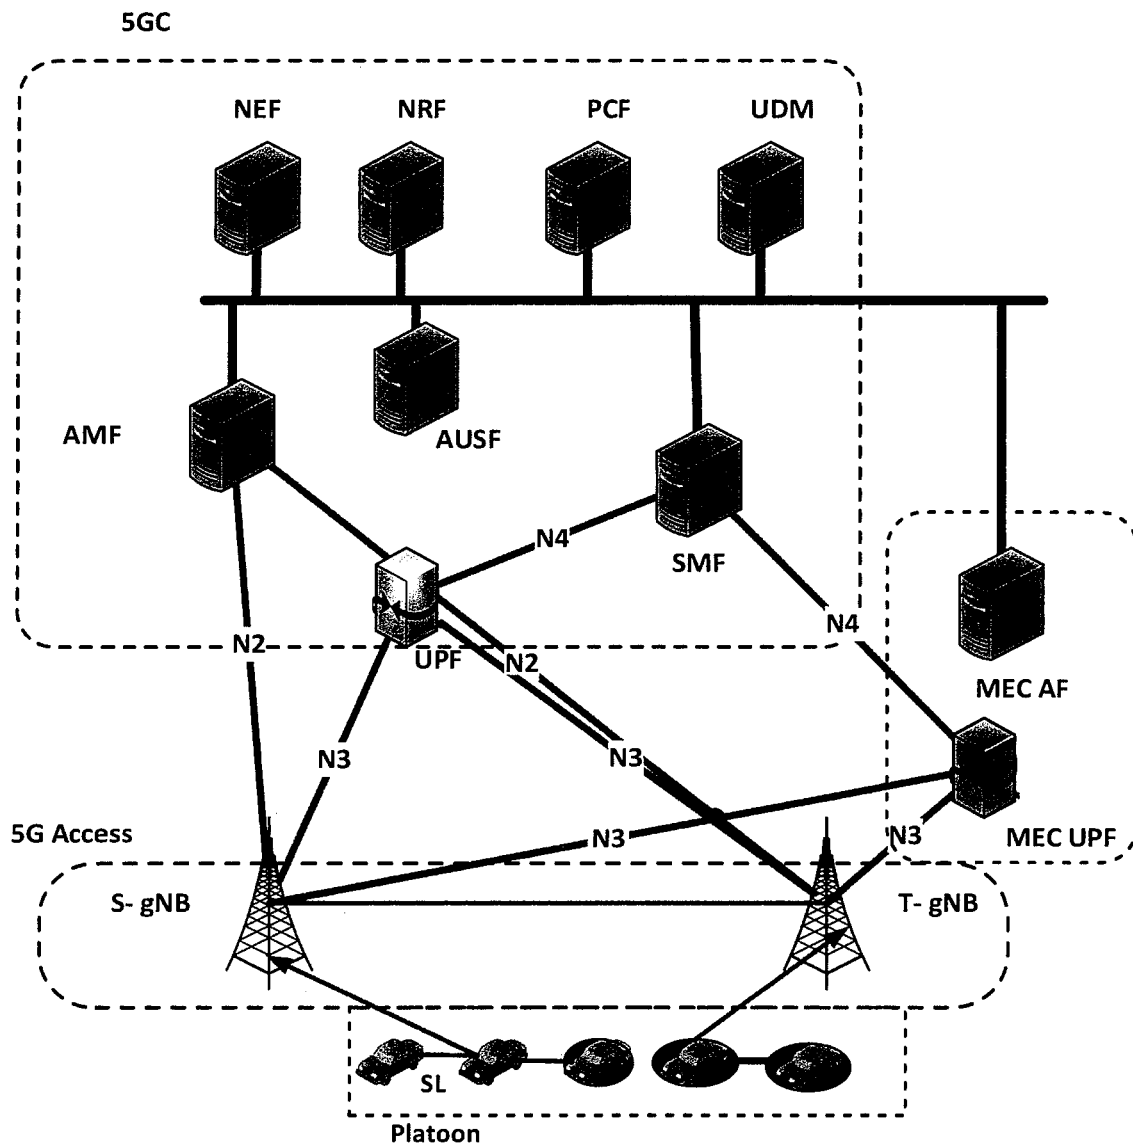 5GC
NEF NRF PCF UDM
AMF
AUSF
N4
SMF
N4
N2
UPF
N2
MEC AF
N3
N3
5G Access
N3
N3
MEC UPF
S- gNB
T- gNB
SL
Platoon